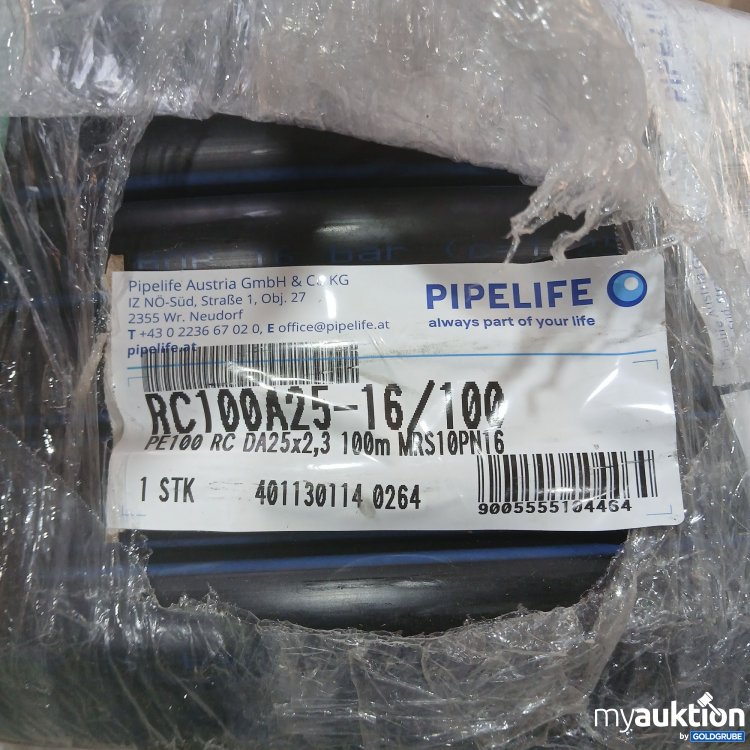 Pipelife Austria GmbH & Co KG
IZ NÖ-Süd, Straße 1, Obj. 27
2355 Wr. Neudorf
T +43 0 2236 67 02 0, E office@pipelife.at
pipelife.at
PIPELIFE
always part of your life
RC100A25-16/100
PE100 RC DA25x2,3 100m MRS10PN16
1 STK 401130114 0264
9005555104464
16 bar
myauktion
by GOLDGRUBE